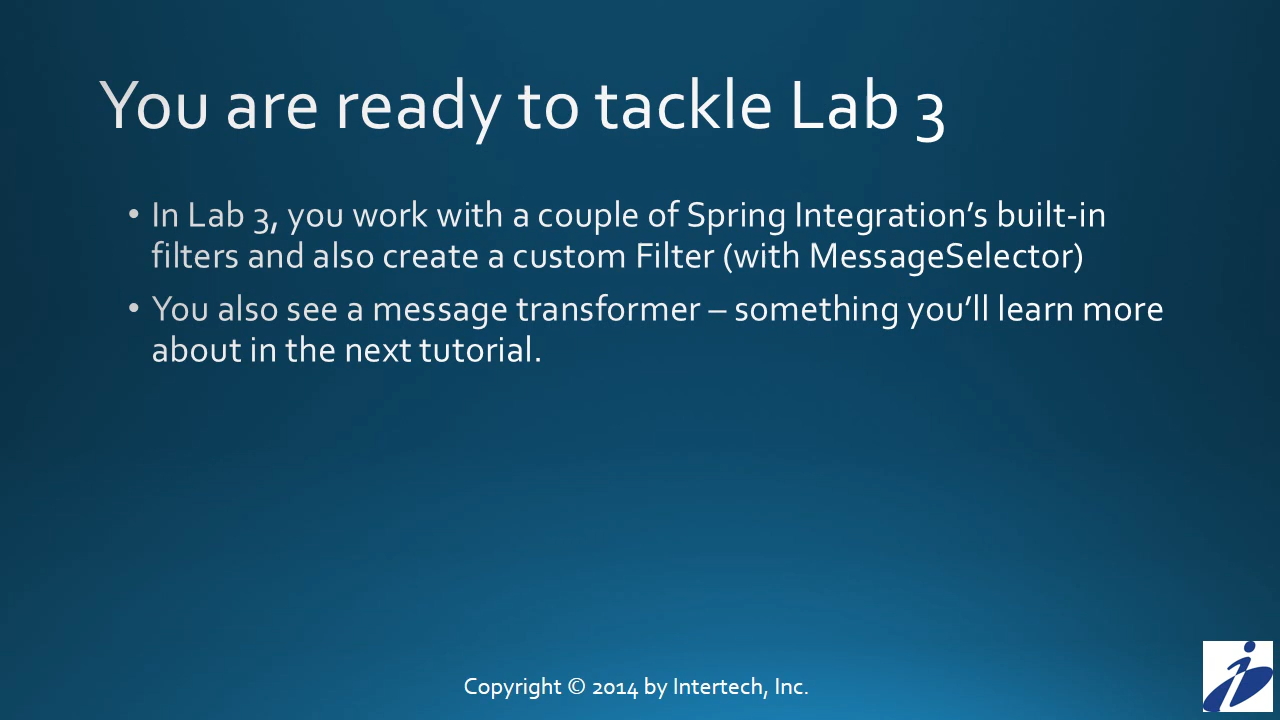 You are ready to tackle Lab 3
• In Lab 3, you work with a couple of Spring Integration’s built-in
filters and also create a custom Filter (with MessageSelector)
• You also see a message transformer – something you’ll learn more
about in the next tutorial.
Copyright © 2014 by Intertech, Inc.